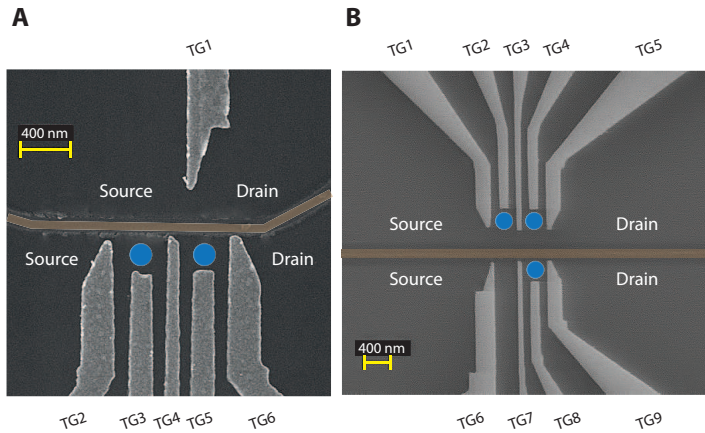 A
TG1
400 nm
Source
Drain
Source
Drain
TG2
TG3
TG4
TG5
TG6
B
TG1
TG2
TG3
TG4
TG5
Source
Drain
Source
Drain
400 nm
TG6
TG7
TG8
TG9